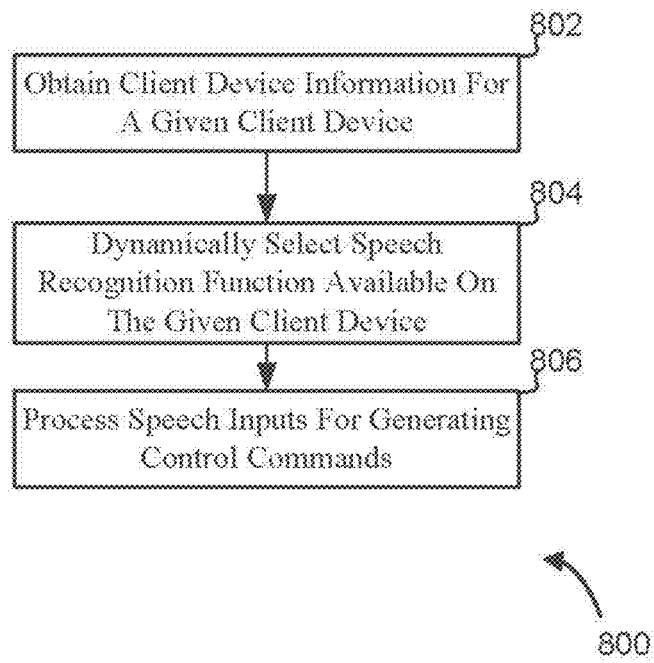 802
Obtain Client Device Information For
A Given Client Device
804
Dynamically Select Speech
Recognition Function Available On
The Given Client Device
806
Process Speech Inputs For Generating
Control Commands
800